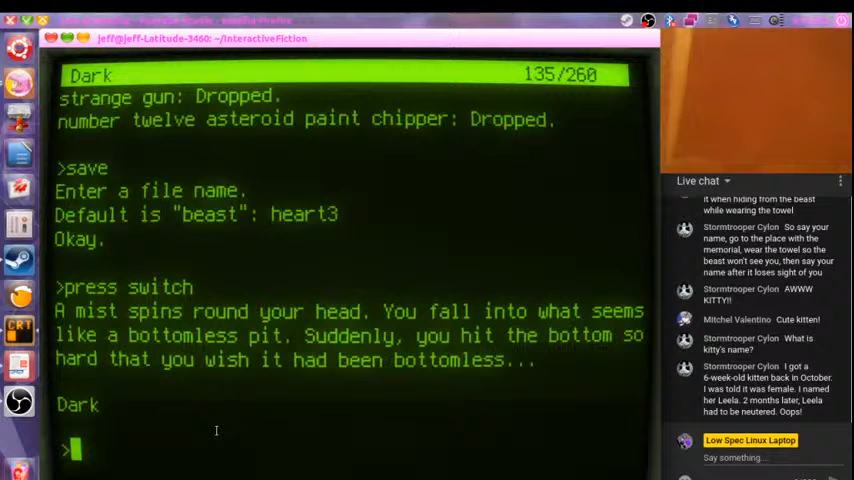 jeff@jeff-Latitude-3460: ~/InteractiveFiction
Dark 135/260
strange gun: Dropped.
number twelve asteroid paint chipper: Dropped.
>save
Enter a file name.
Default is "beast": heart3
Okay.
>press switch
A mist spins round your head. You fall into what seems
like a bottomless pit. Suddenly, you hit the bottom so
hard that you wish it had been bottomless...
Dark
>
CRT
Live chat
it when hiding from the beast
while wearing the towel
Stormtrooper Cylon So say your
name, go to the place with the
memorial, wear the towel so the
beast won't see you, then say your
name after it loses sight of you
Stormtrooper Cylon AWWW
KITTY!!
Mitchel Valentino Cute kitten!
Stormtrooper Cylon What is
kitty's name?
Stormtrooper Cylon I got a
6-week-old kitten back in October.
I was told it was female. I named
her Leela. 2 months later, Leela
had to be neutered. Oops!
Low Spec Linux Laptop
Say something...